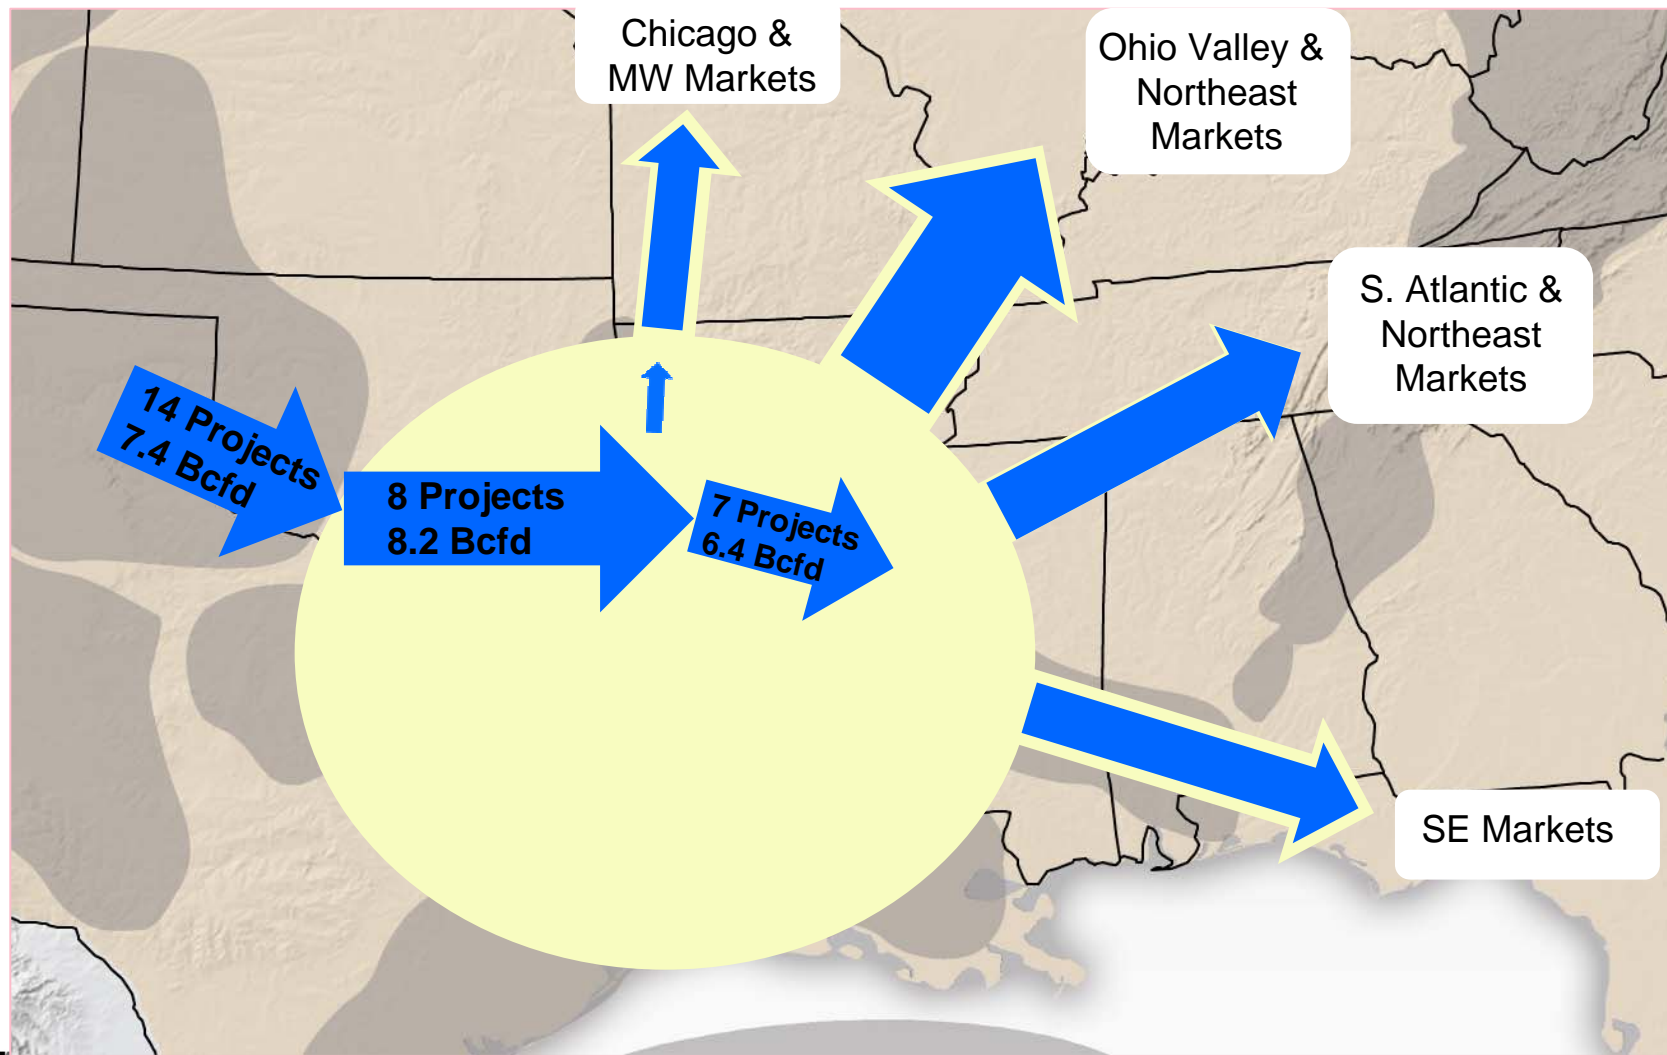 Chicago &
MW Markets
Ohio Valley &
Northeast
Markets
S. Atlantic &
Northeast
Markets
14 Projects
7.4 Bcfd
8 Projects
8.2 Bcfd
7 Projects
6.4 Bcfd
SE Markets